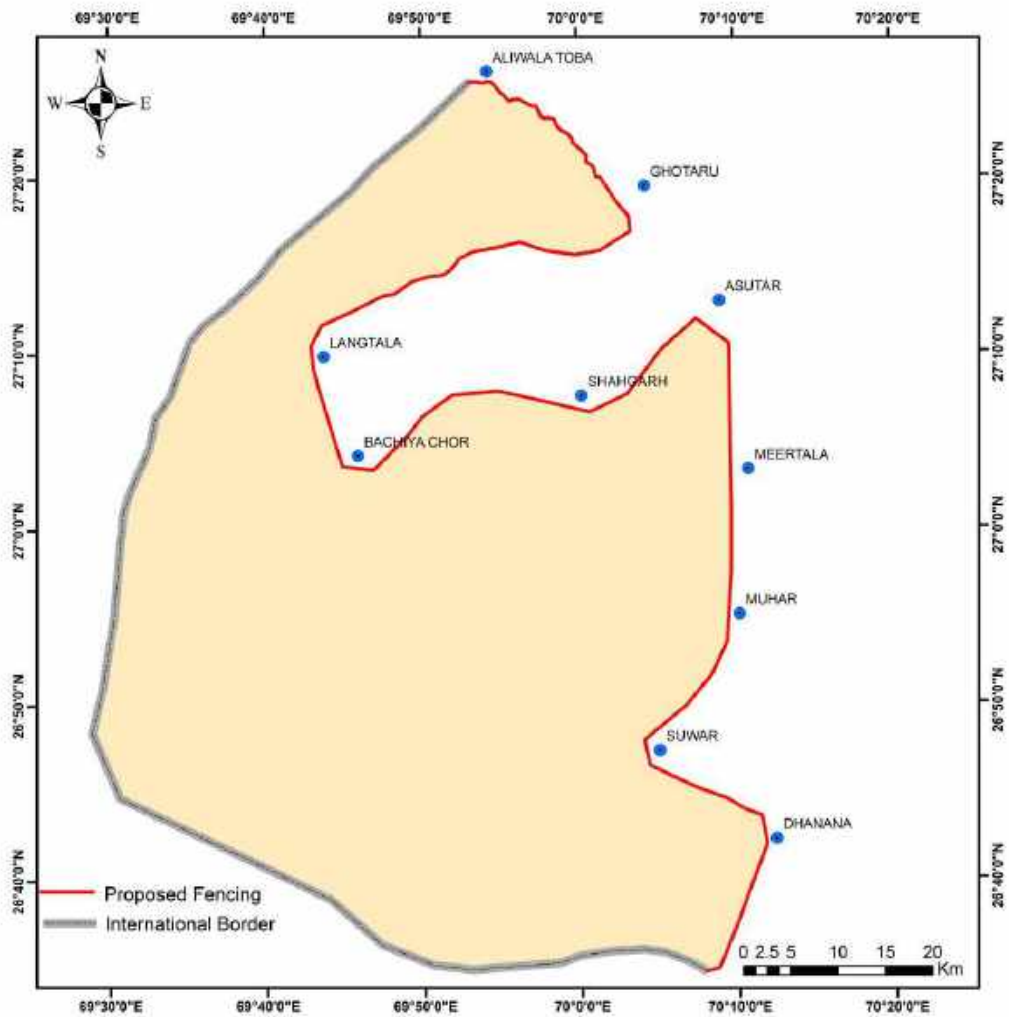 69°30'0"E 69°40'0"E 69°50'0"E 70°0'0"E 70°10'0"E 70°20'0"E
N
W E
S
ALIWALA TOBA
27°20'0"N 27°20'0"N
GHOTARU
ASUTAR
27°10'0"N 27°10'0"N
LANGTALA
SHAHGARH
BACHIYA CHOR
MEERTALA
27°0'0"N 27°0'0"N
MUHAR
26°50'0"N 26°50'0"N
SUWAR
DHANANA
26°40'0"N 26°40'0"N
Proposed Fencing
International Border
0 2.5 5 10 15 20
Km
69°30'0"E 69°40'0"E 69°50'0"E 70°0'0"E 70°10'0"E 70°20'0"E